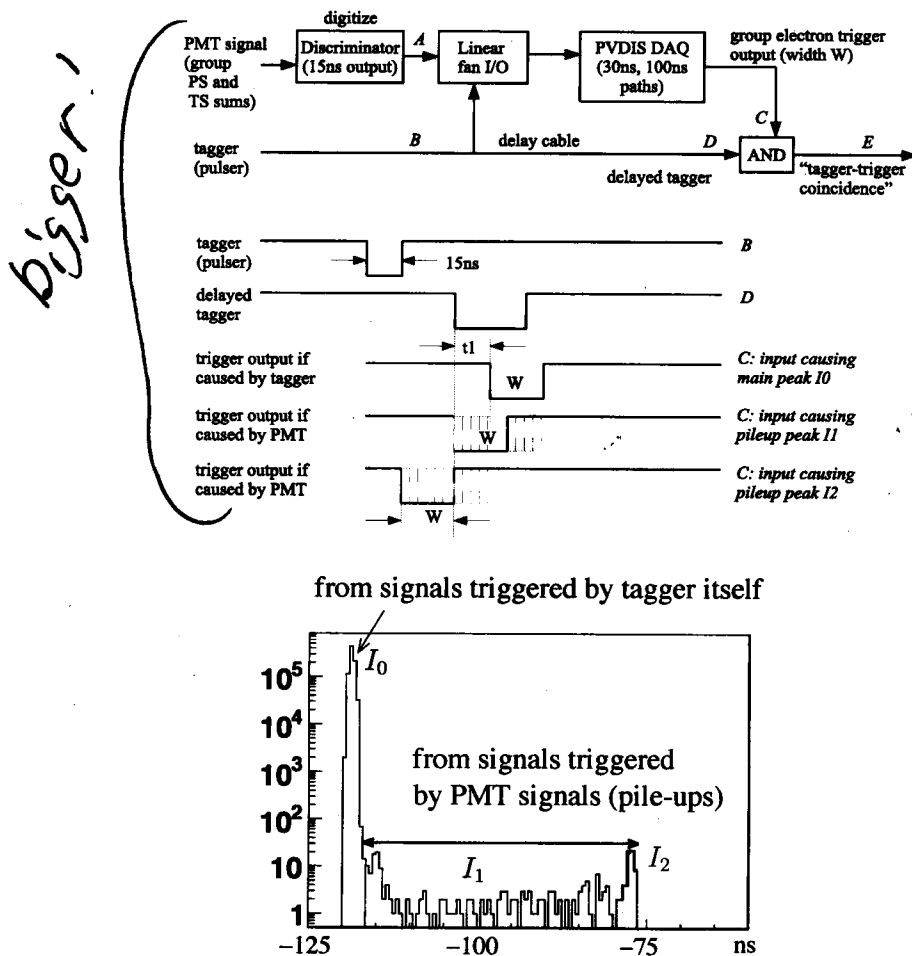 bigger!
digitize
PMT signal
(group
PS and
TS sums)
Discriminator
(15ns output)
A
Linear
fan I/O
PVDIS DAQ
(30ns, 100ns
paths)
group electron trigger
output (width W)
C
tagger
(pulser)
B
delay cable
D
delayed tagger
AND
E
“tagger-trigger
coincidence”
tagger
(pulser)
15ns
B
delayed
tagger
D
t1
trigger output if
caused by tagger
W
C: input causing
main peak I0
trigger output if
caused by PMT
W
C: input causing
pileup peak I1
trigger output if
caused by PMT
W
C: input causing
pileup peak I2
from signals triggered by tagger itself
I₀
10⁵
10⁴
10³
10²
10
1
from signals triggered
by PMT signals (pile-ups)
I₁
I₂
−125
−100
−75
ns